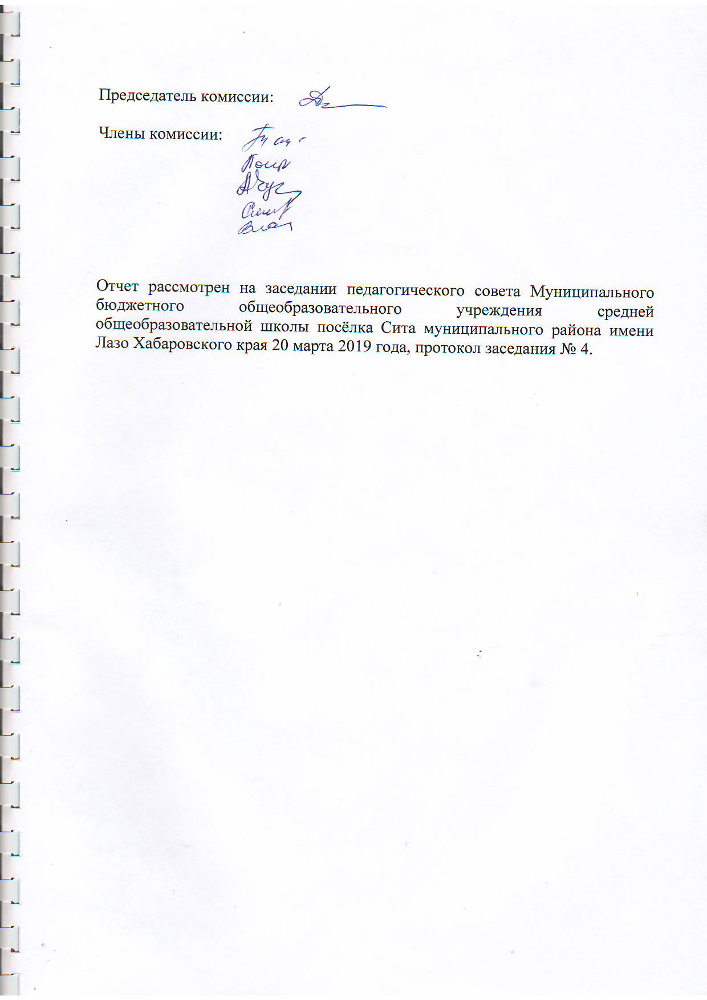 Председатель комиссии:
Члены комиссии:
Отчет рассмотрен на заседании педагогического совета Муниципального
бюджетного общеобразовательного учреждения средней
общеобразовательной школы посёлка Сита муниципального района имени
Лазо Хабаровского края 20 марта 2019 года, протокол заседания № 4.